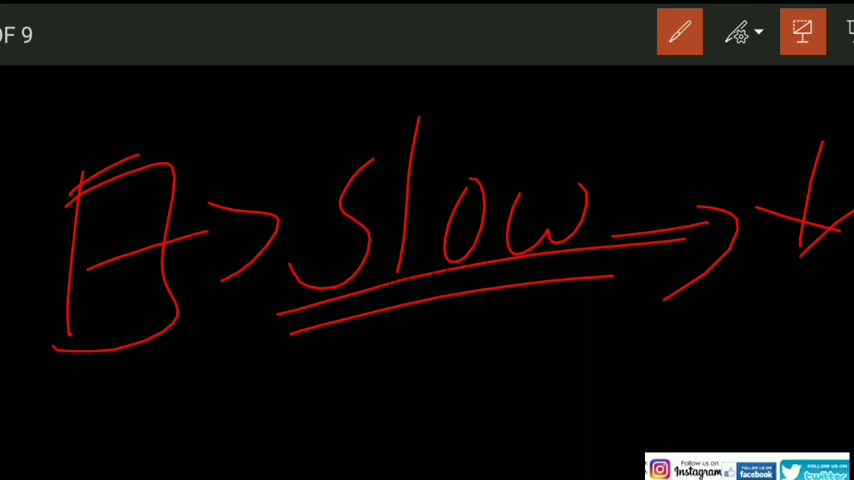 OF 9
B → slow → t
Follow us on
Instagram
FOLLOW US ON
facebook
FOLLOW US ON
twitter